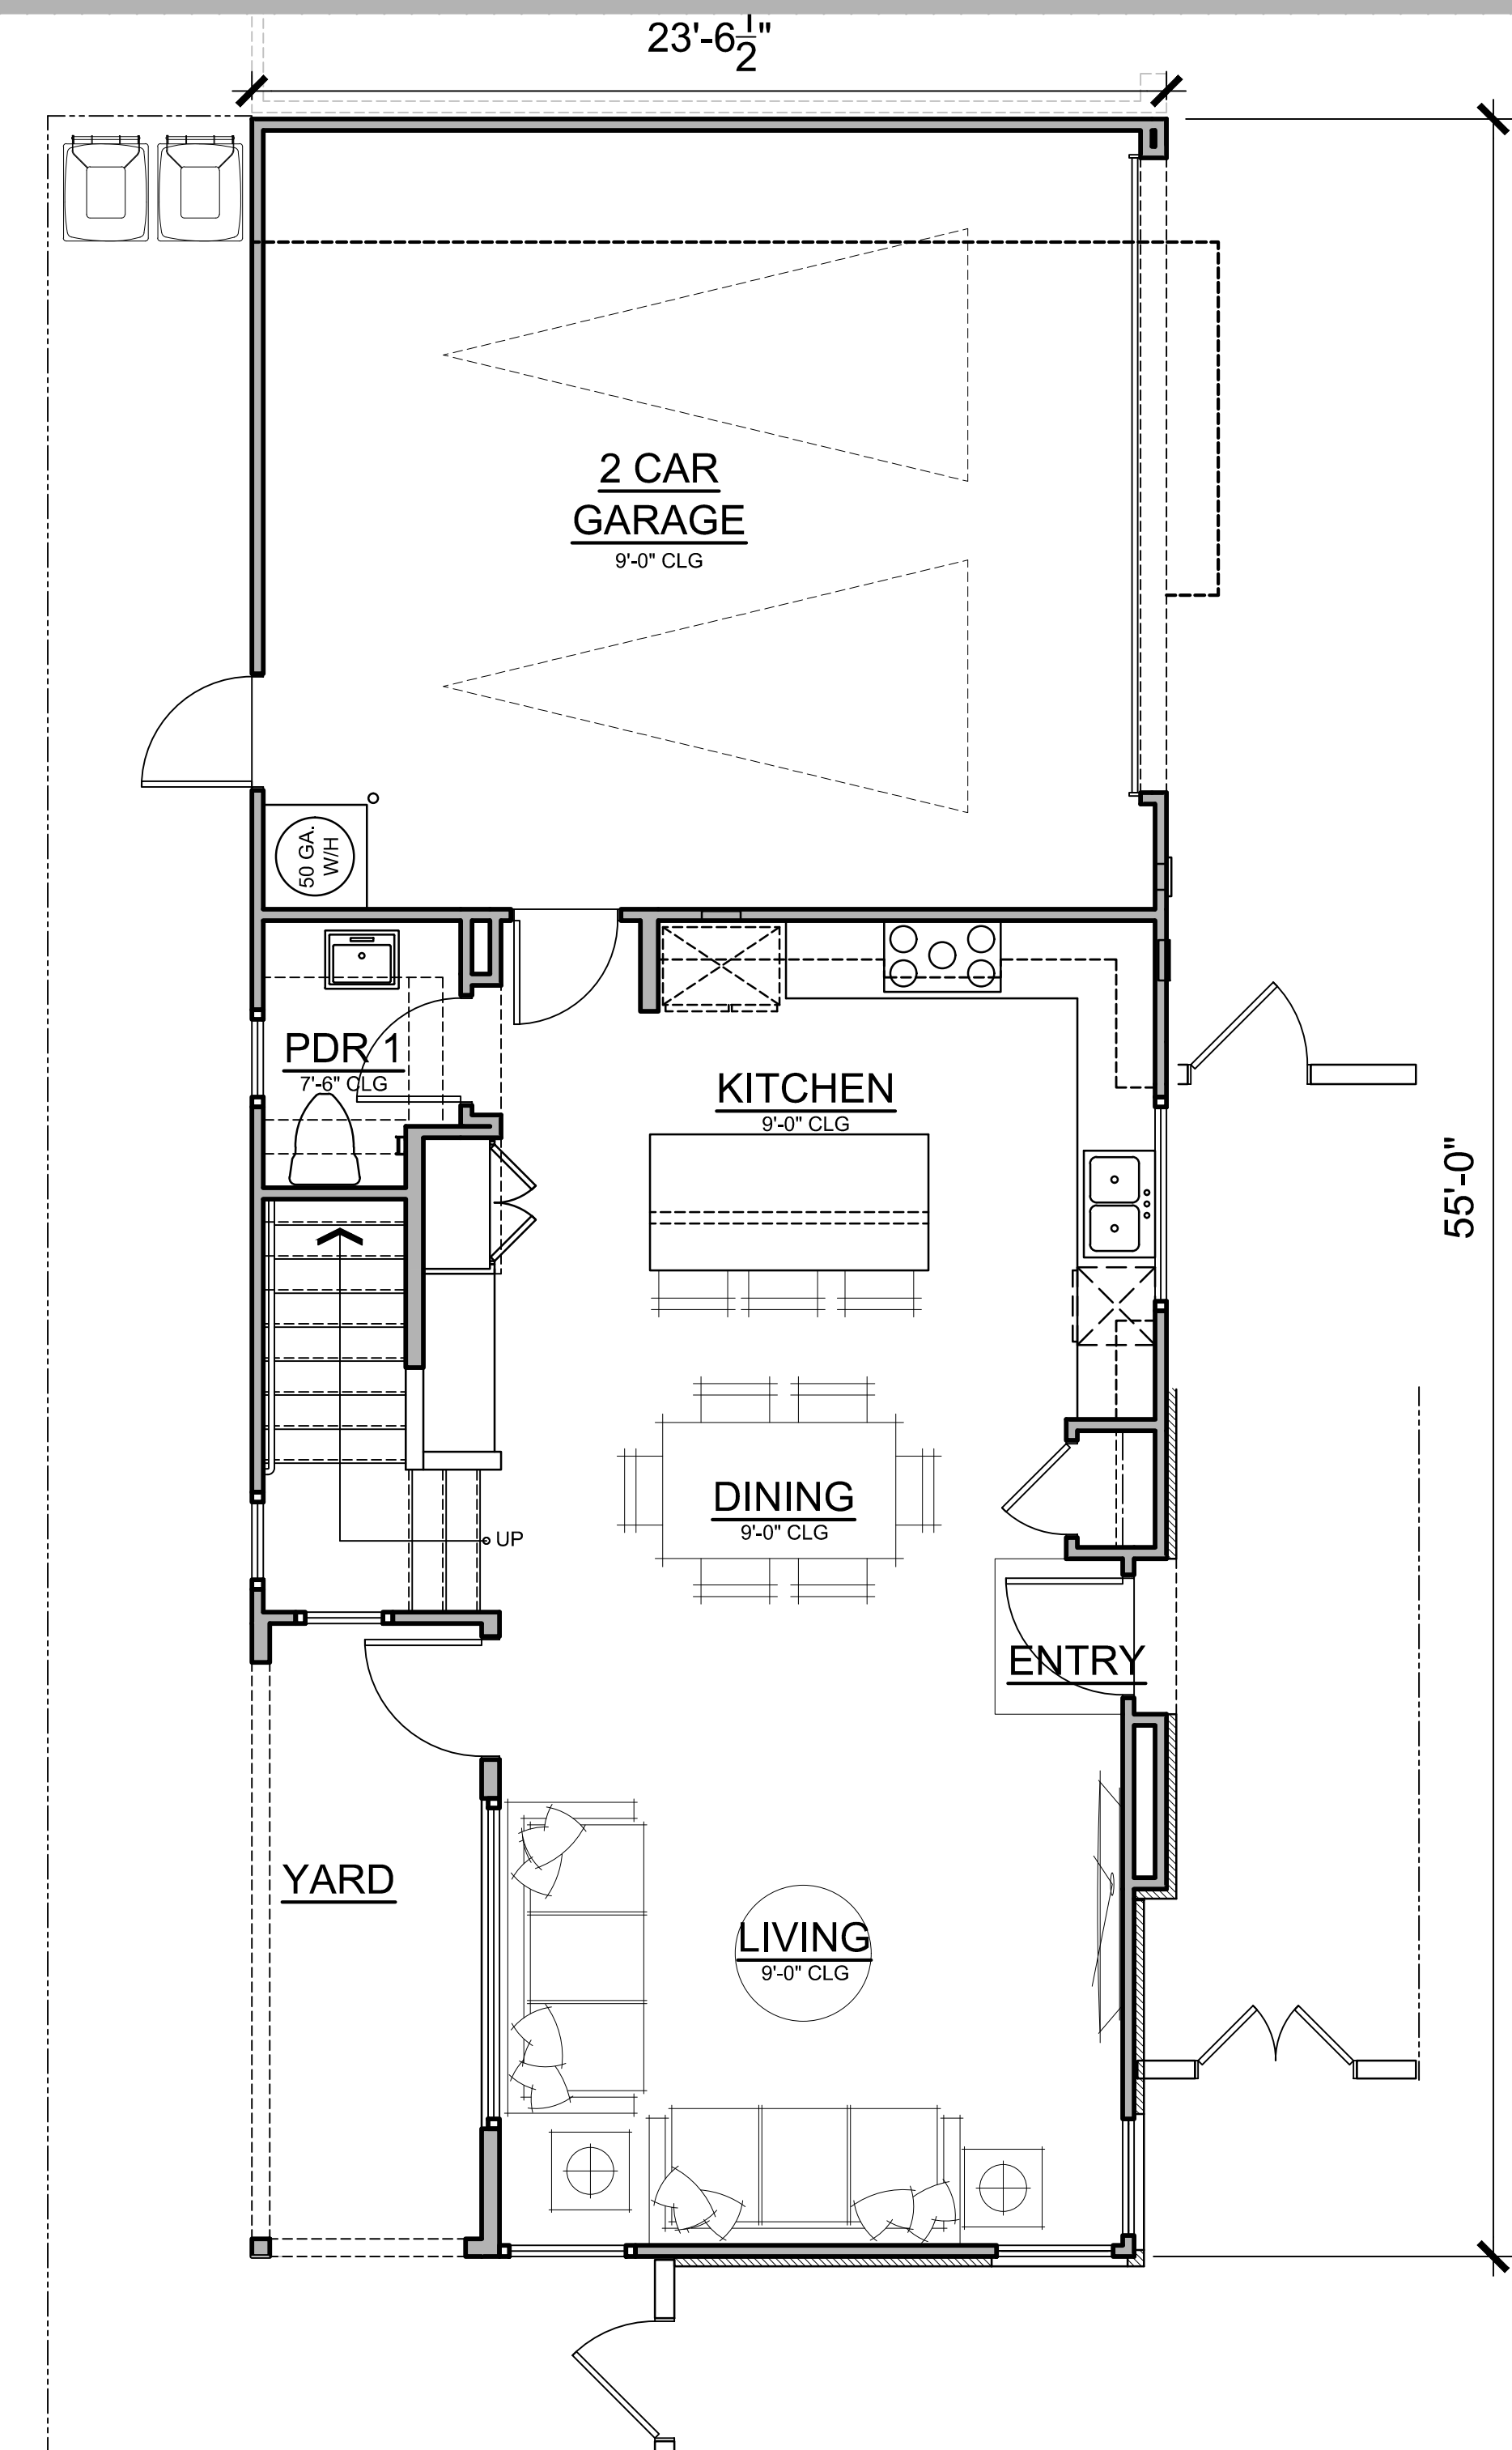 23'-6 1/2"
2 CAR
GARAGE
9'-0" CLG
50 GA.
W/H
PDR 1
7'-6" CLG
KITCHEN
9'-0" CLG
55'-0"
DINING
9'-0" CLG
UP
ENTRY
YARD
LIVING
9'-0" CLG